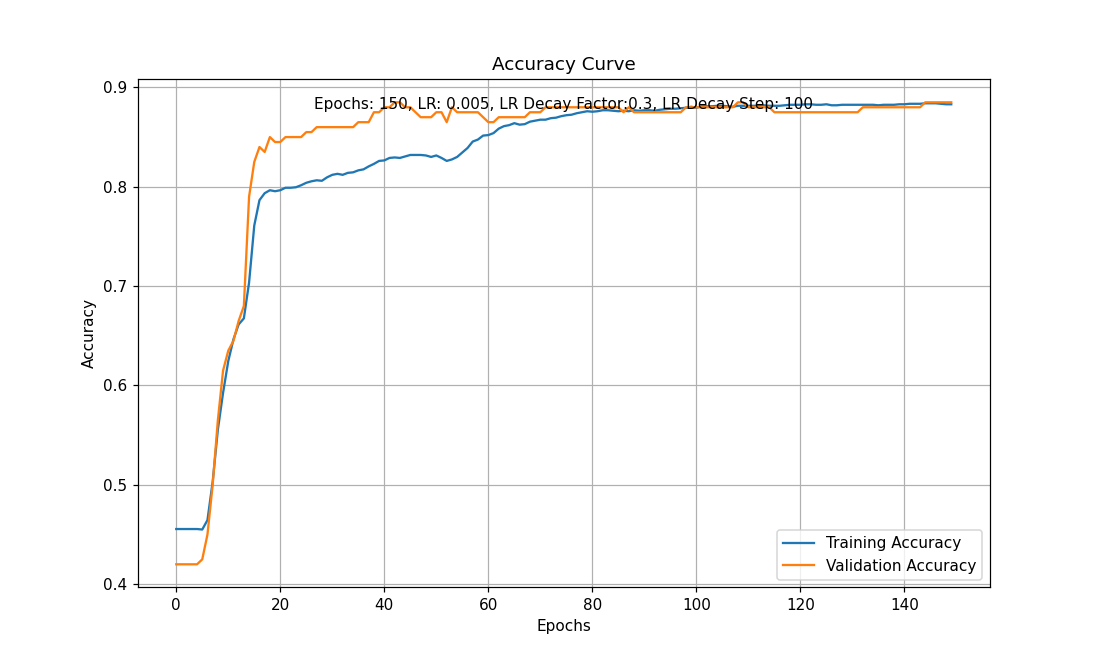 Accuracy Curve
Epochs: 150, LR: 0.005, LR Decay Factor:0.3, LR Decay Step: 100
0.9
0.8
0.7
0.6
0.5
0.4
Accuracy
Training Accuracy
Validation Accuracy
0 20 40 60 80 100 120 140
Epochs